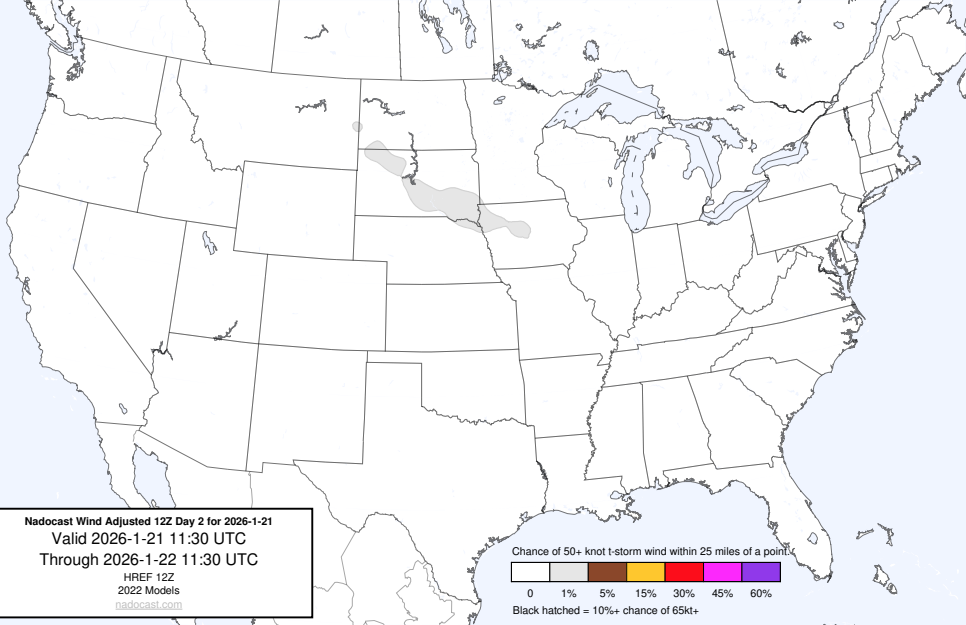 Nadocast Wind Adjusted 12Z Day 2 for 2026-1-21
Valid 2026-1-21 11:30 UTC
Through 2026-1-22 11:30 UTC
HREF 12Z
2022 Models
nadocast.com
Chance of 50+ knot t-storm wind within 25 miles of a point.
0 1% 5% 15% 30% 45% 60%
Black hatched = 10%+ chance of 65kt+